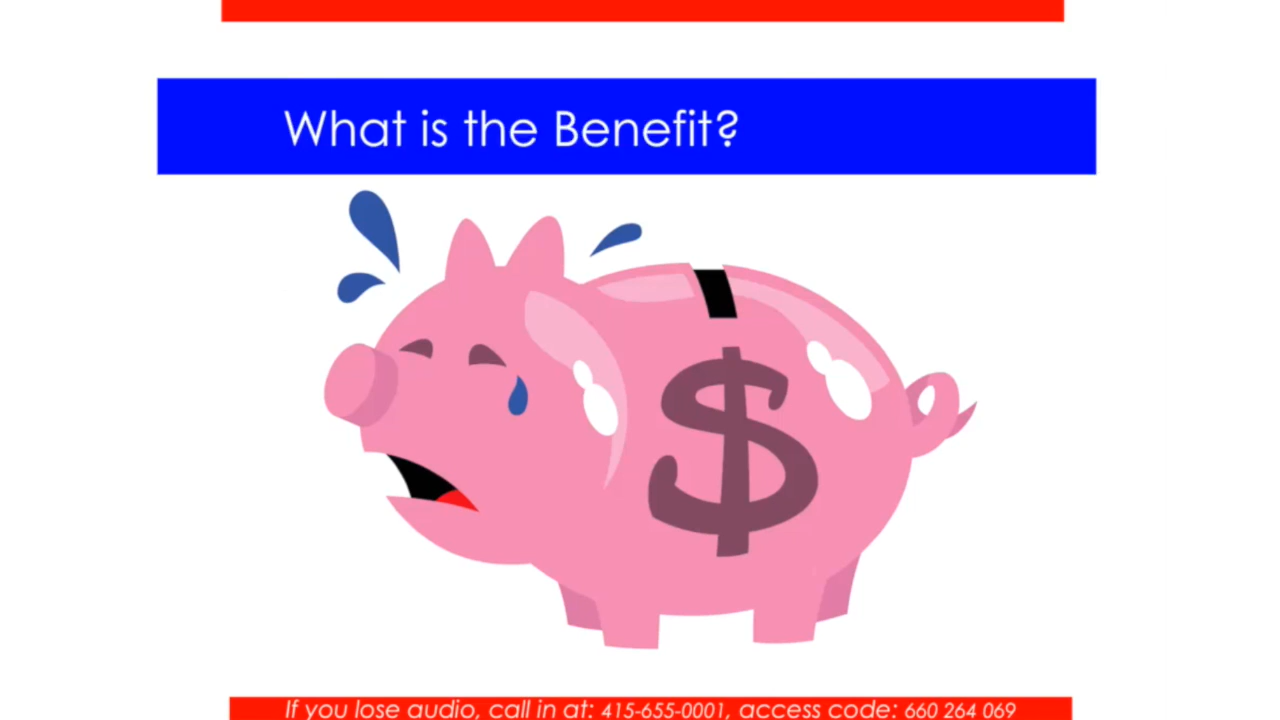 What is the Benefit?
$
If you lose audio, call in at: 415-655-0001, access code: 660 264 069